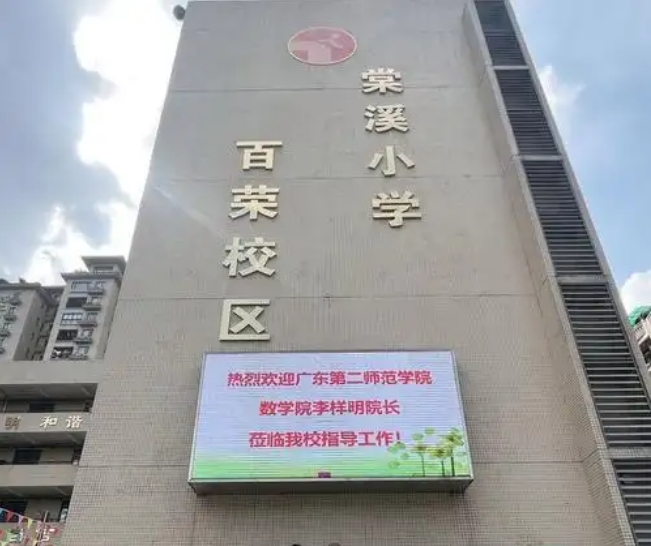 棠溪小学
百荣校区
热烈欢迎广东第二师范学院
数学院李样明院长
莅临我校指导工作!
和谐